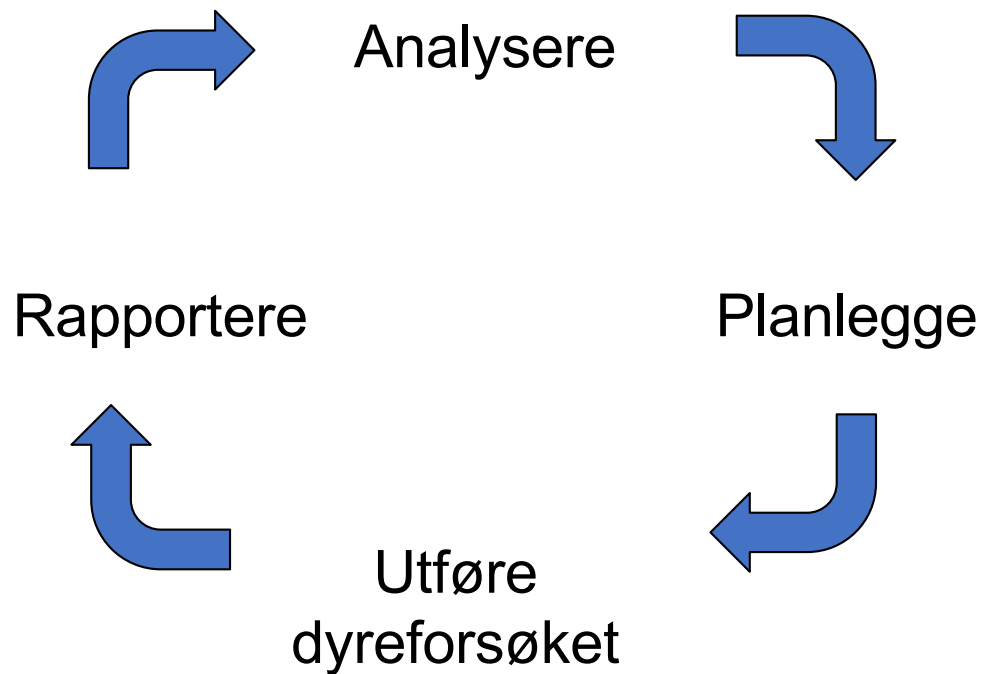 Analysere
Rapportere
Planlegge
Utføre
dyreforsøket